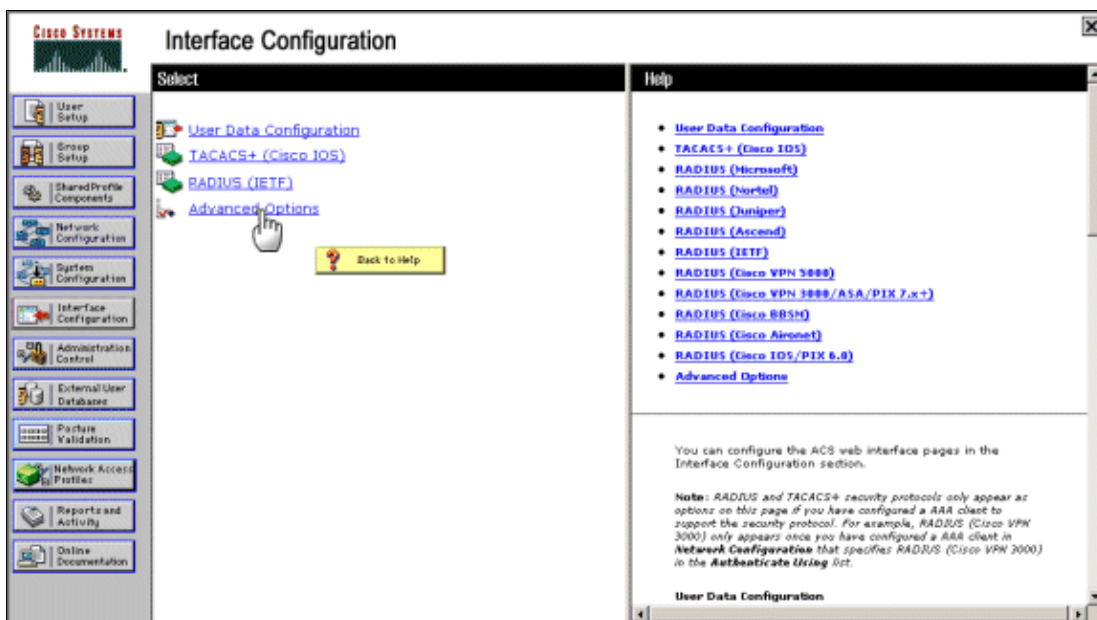 CISCO SYSTEMS
Interface Configuration
Select
Help
User
Setup
Group
Setup
Shared Profile
Components
Network
Configuration
System
Configuration
Interface
Configuration
Administration
Control
External User
Databases
Posture
Validation
Network Access
Profiles
Reports and
Activity
Online
Documentation
User Data Configuration
TACACS+ (Cisco IOS)
RADIUS (IETF)
Advanced Options
Back to Help
User Data Configuration
TACACS+ (Cisco IOS)
RADIUS (Microsoft)
RADIUS (Nortel)
RADIUS (Juniper)
RADIUS (Ascend)
RADIUS (IETF)
RADIUS (Cisco VPN 5000)
RADIUS (Cisco VPN 3000/ASA/PIX 7.x+)
RADIUS (Cisco BBSM)
RADIUS (Cisco Aironet)
RADIUS (Cisco IOS/PIX 6.0)
Advanced Options
You can configure the ACS web interface pages in the
Interface Configuration section.
Note: RADIUS and TACACS+ security protocols only appear as
options on this page if you have configured a AAA client to
support the security protocol. For example, RADIUS (Cisco VPN
3000) only appears once you have configured a AAA client in
Network Configuration that specifies RADIUS (Cisco VPN 3000)
in the Authenticate Using list.
User Data Configuration